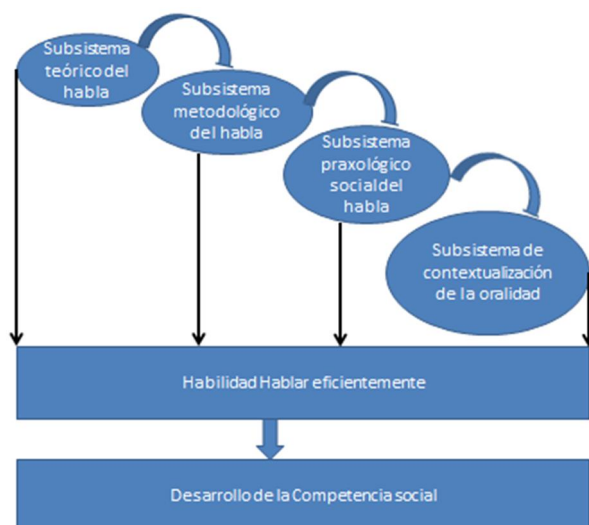 Subsistema
teórico del
habla
Subsistema
metodológico
del habla
Subsistema
praxológico
social del
habla
Subsistema de
contextualización
de la oralidad
Habilidad Hablar eficientemente
Desarrollo de la Competencia social